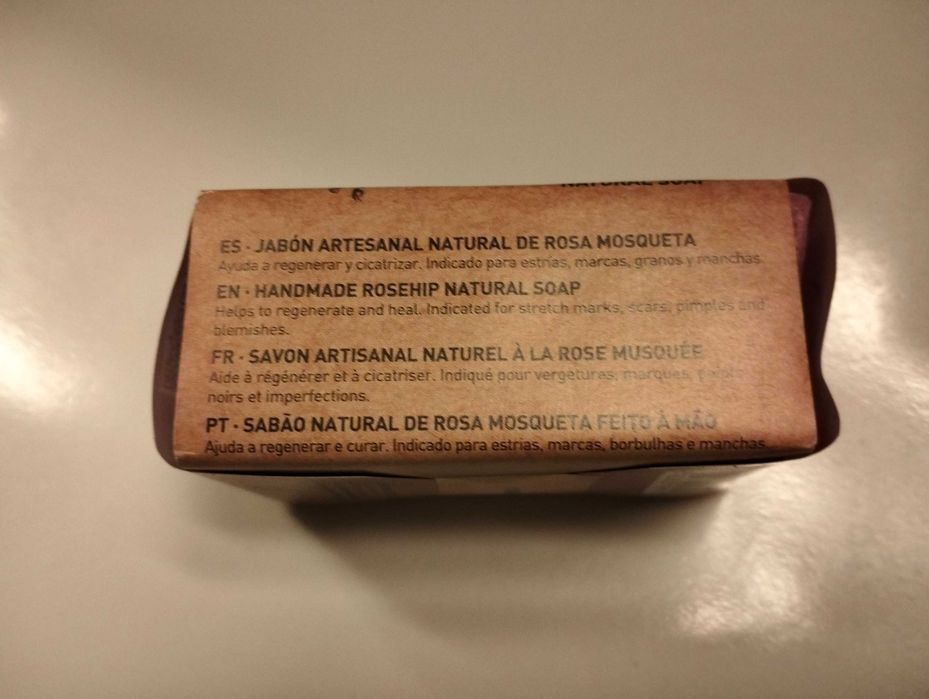 NATURAL SOAP
ES · JABÓN ARTESANAL NATURAL DE ROSA MOSQUETA
Ayuda a regenerar y cicatrizar. Indicado para estrías, marcas, granos y manchas.
EN · HANDMADE ROSEHIP NATURAL SOAP
Helps to regenerate and heal. Indicated for stretch marks, scars, pimples and
blemishes.
FR · SAVON ARTISANAL NATUREL À LA ROSE MUSQUÉE
Aide à régénérer et à cicatriser. Indiqué pour vergetures, marques, points
noirs et imperfections.
PT · SABÃO NATURAL DE ROSA MOSQUETA FEITO À MÃO
Ajuda a regenerar e curar. Indicado para estrias, marcas, borbulhas e manchas.